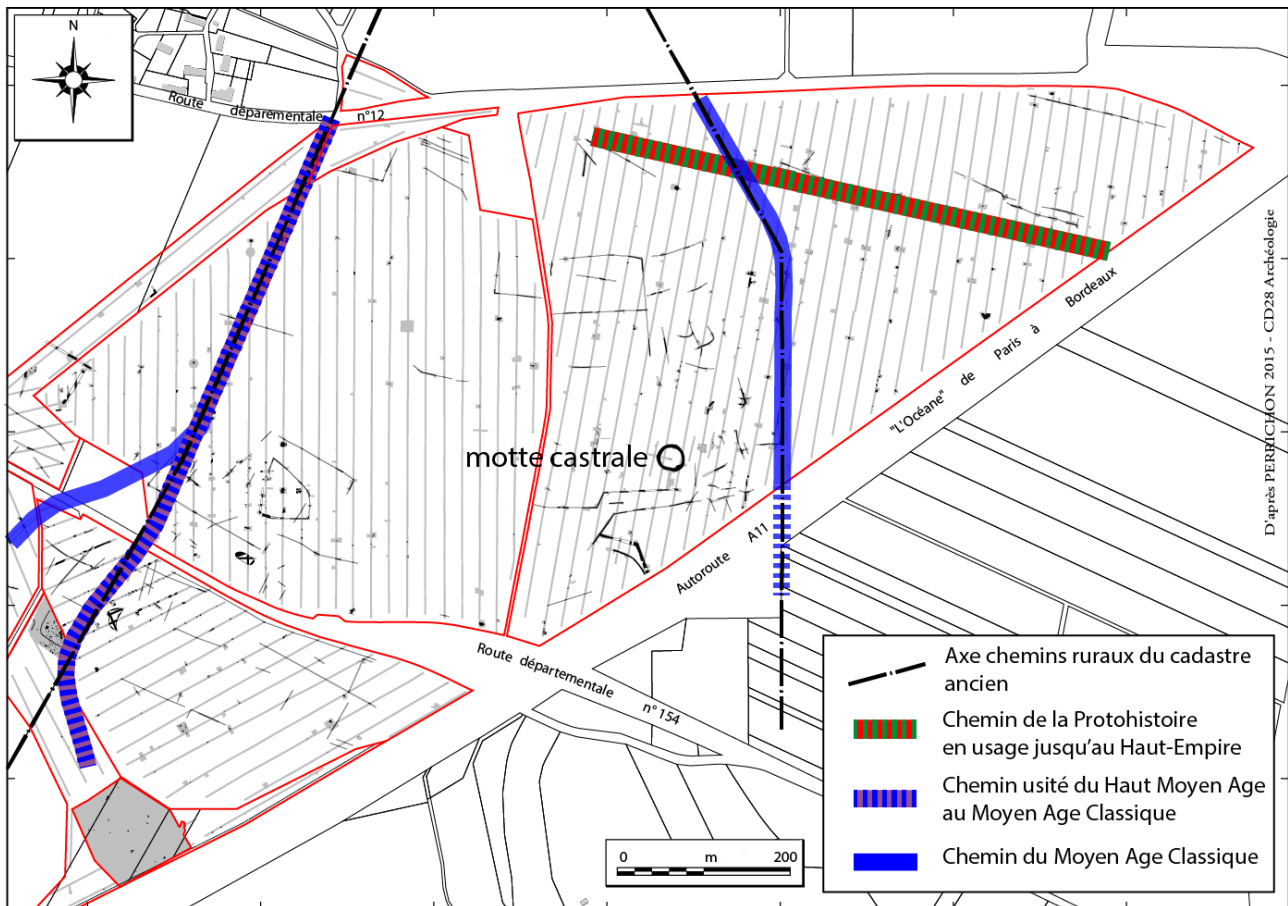 N
Route déparementale n°12
motte castrale
Autoroute A11 "L'Océane" de Paris à Bordeaux
Route départementale n°154
D'après PERRICHON 2015 - CD28 Archéologie
Axe chemins ruraux du cadastre
ancien
Chemin de la Protohistoire
en usage jusqu'au Haut-Empire
Chemin usité du Haut Moyen Age
au Moyen Age Classique
Chemin du Moyen Age Classique
0 m 200